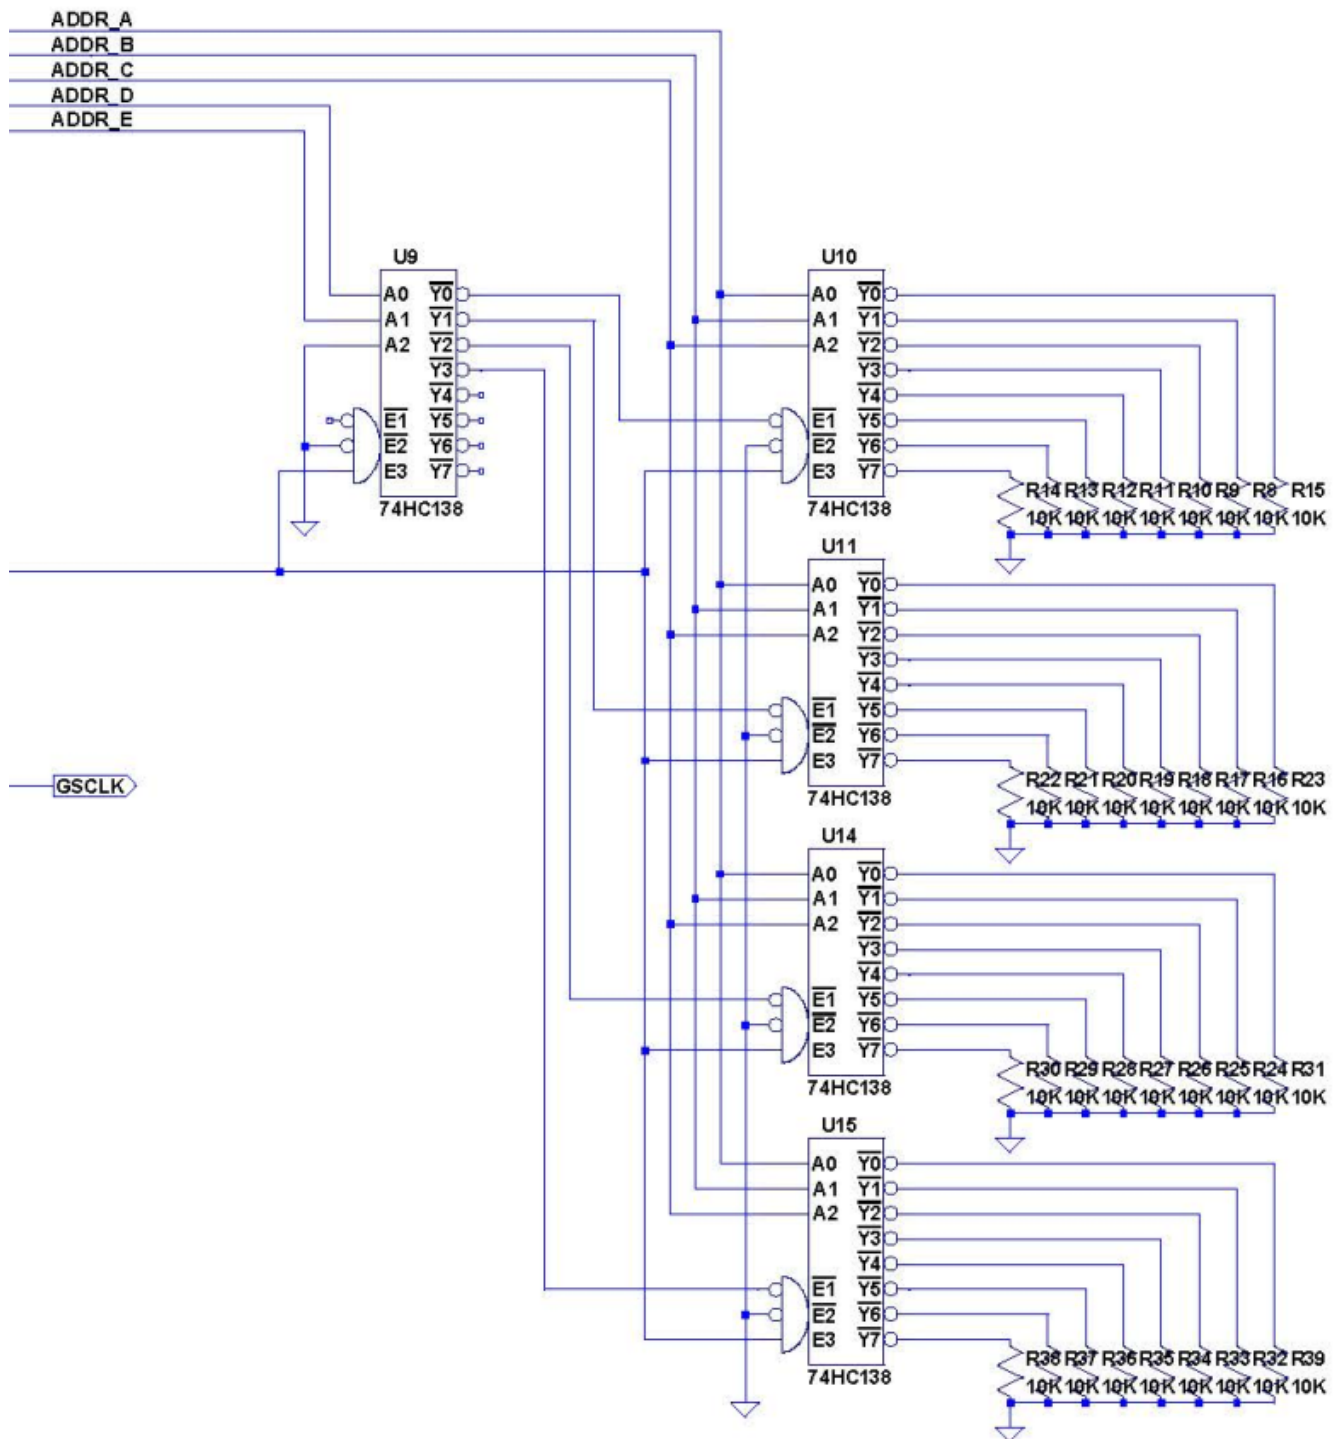 ADDR_A
ADDR_B
ADDR_C
ADDR_D
ADDR_E
U9
A0 Y0
A1 Y1
A2 Y2
Y3
Y4
E1 Y5
E2 Y6
E3 Y7
74HC138
U10
A0 Y0
A1 Y1
A2 Y2
Y3
Y4
E1 Y5
E2 Y6
E3 Y7
74HC138
R14 R13 R12 R11 R10 R9 R8 R15
10K 10K 10K 10K 10K 10K 10K 10K
U11
A0 Y0
A1 Y1
A2 Y2
Y3
Y4
E1 Y5
E2 Y6
E3 Y7
74HC138
R22 R21 R20 R19 R18 R17 R16 R23
10K 10K 10K 10K 10K 10K 10K 10K
GSCLK
U14
A0 Y0
A1 Y1
A2 Y2
Y3
Y4
E1 Y5
E2 Y6
E3 Y7
74HC138
R30 R29 R28 R27 R26 R25 R24 R31
10K 10K 10K 10K 10K 10K 10K 10K
U15
A0 Y0
A1 Y1
A2 Y2
Y3
Y4
E1 Y5
E2 Y6
E3 Y7
74HC138
R38 R37 R36 R35 R34 R33 R32 R39
10K 10K 10K 10K 10K 10K 10K 10K